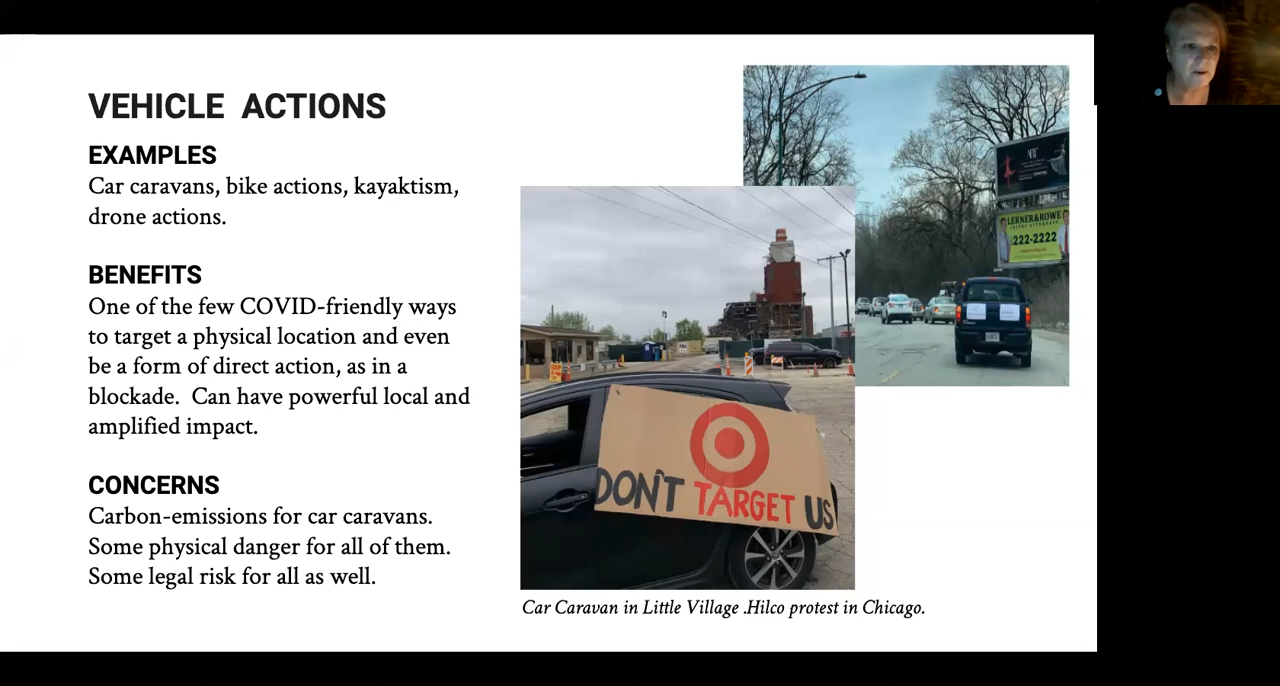 VEHICLE ACTIONS
EXAMPLES
Car caravans, bike actions, kayaktism,
drone actions.
BENEFITS
One of the few COVID-friendly ways
to target a physical location and even
be a form of direct action, as in a
blockade. Can have powerful local and
amplified impact.
CONCERNS
Carbon-emissions for car caravans.
Some physical danger for all of them.
Some legal risk for all as well.
LERNER&ROWE
222-2222
DON'T TARGET US
Car Caravan in Little Village .Hilco protest in Chicago.